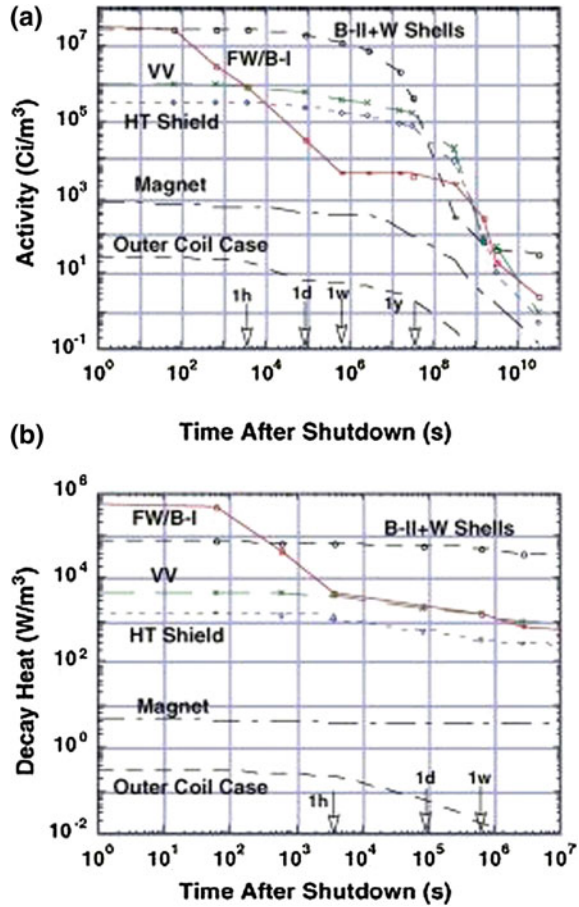 (a)
10^7
10^5
10^3
10^1
10^-1
Activity (Ci/m^3)
B-II+W Shells
FW/B-I
VV
HT Shield
Magnet
Outer Coil Case
1h 1d 1w 1y
10^0 10^2 10^4 10^6 10^8 10^10
Time After Shutdown (s)
(b)
10^6
10^4
10^2
10^0
10^-2
Decay Heat (W/m^3)
FW/B-I
B-II+W Shells
VV
HT Shield
Magnet
Outer Coil Case
1h 1d 1w
10^0 10^1 10^2 10^3 10^4 10^5 10^6 10^7
Time After Shutdown (s)